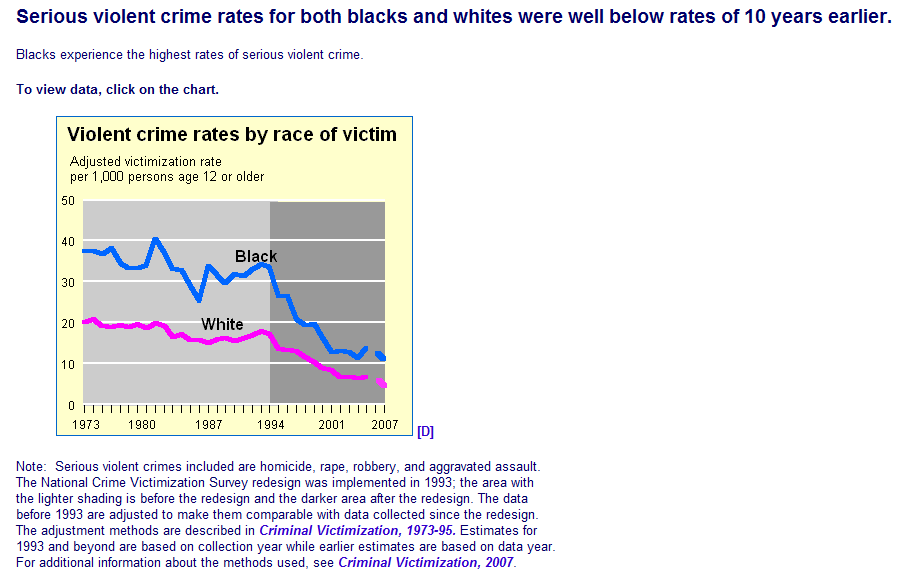 Serious violent crime rates for both blacks and whites were well below rates of 10 years earlier.
Blacks experience the highest rates of serious violent crime.
To view data, click on the chart.
Violent crime rates by race of victim
Adjusted victimization rate
per 1,000 persons age 12 or older
50
40
30
20
10
0
Black
White
1973 1980 1987 1994 2001 2007
[D]
Note: Serious violent crimes included are homicide, rape, robbery, and aggravated assault.
The National Crime Victimization Survey redesign was implemented in 1993; the area with
the lighter shading is before the redesign and the darker area after the redesign. The data
before 1993 are adjusted to make them comparable with data collected since the redesign.
The adjustment methods are described in Criminal Victimization, 1973-95. Estimates for
1993 and beyond are based on collection year while earlier estimates are based on data year.
For additional information about the methods used, see Criminal Victimization, 2007.